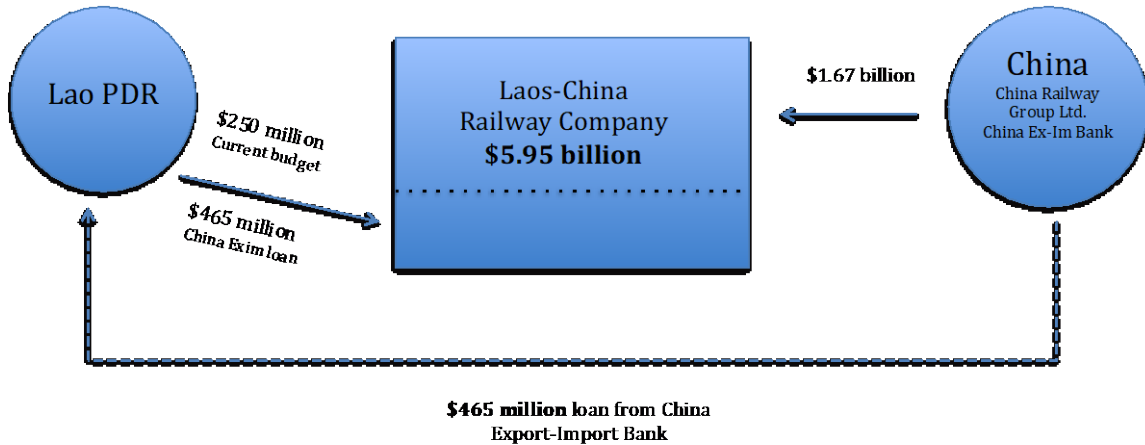 Lao PDR
$250 million
Current budget
$465 million
China Exim loan
Laos-China
Railway Company
$5.95 billion
$1.67 billion
China
China Railway
Group Ltd.
China Ex-Im Bank
$465 million loan from China
Export-Import Bank